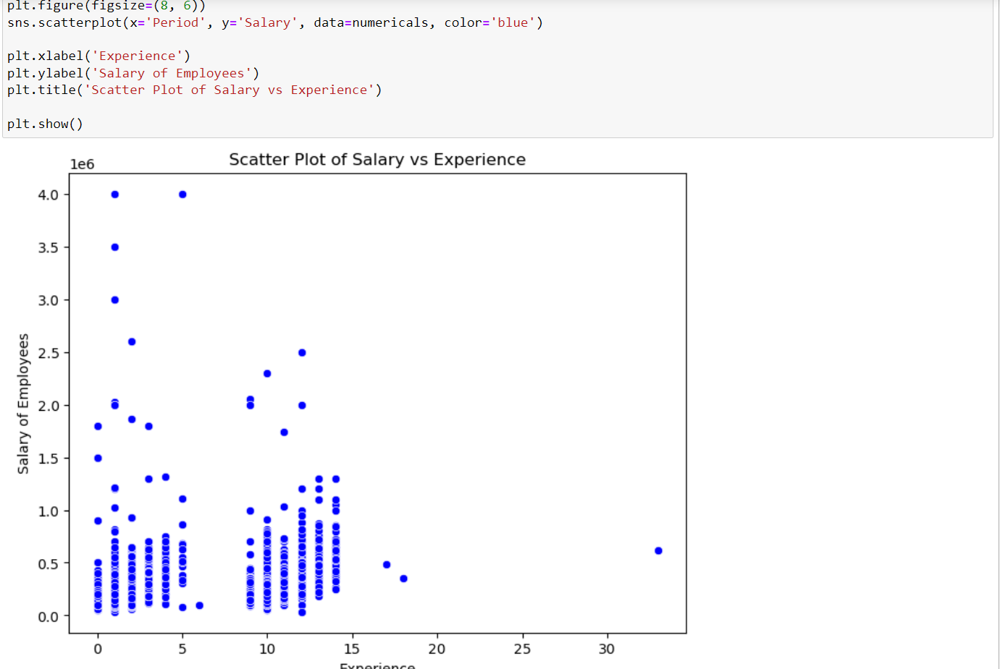 plt.figure(figsize=(8, 6))
sns.scatterplot(x='Period', y='Salary', data=numericals, color='blue')
plt.xlabel('Experience')
plt.ylabel('Salary of Employees')
plt.title('Scatter Plot of Salary vs Experience')
plt.show()
Scatter Plot of Salary vs Experience
1e6
4.0
3.5
3.0
2.5
2.0
1.5
1.0
0.5
0.0
Salary of Employees
0 5 10 15 20 25 30
Experience